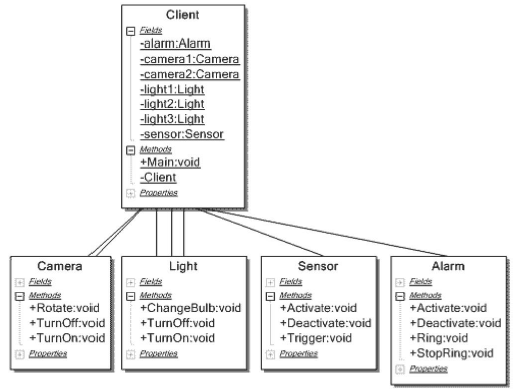 Client
Fields
-alarm:Alarm
-camera1:Camera
-camera2:Camera
-light1:Light
-light2:Light
-light3:Light
-sensor:Sensor
Methods
+Main:void
-Client
Properties
Camera
Fields
Methods
+Rotate:void
+TurnOff:void
+TurnOn:void
Properties
Light
Fields
Methods
+ChangeBulb:void
+TurnOff:void
+TurnOn:void
Properties
Sensor
Fields
Methods
+Activate:void
+Deactivate:void
+Trigger:void
Properties
Alarm
Fields
Methods
+Activate:void
+Deactivate:void
+Ring:void
+StopRing:void
Properties